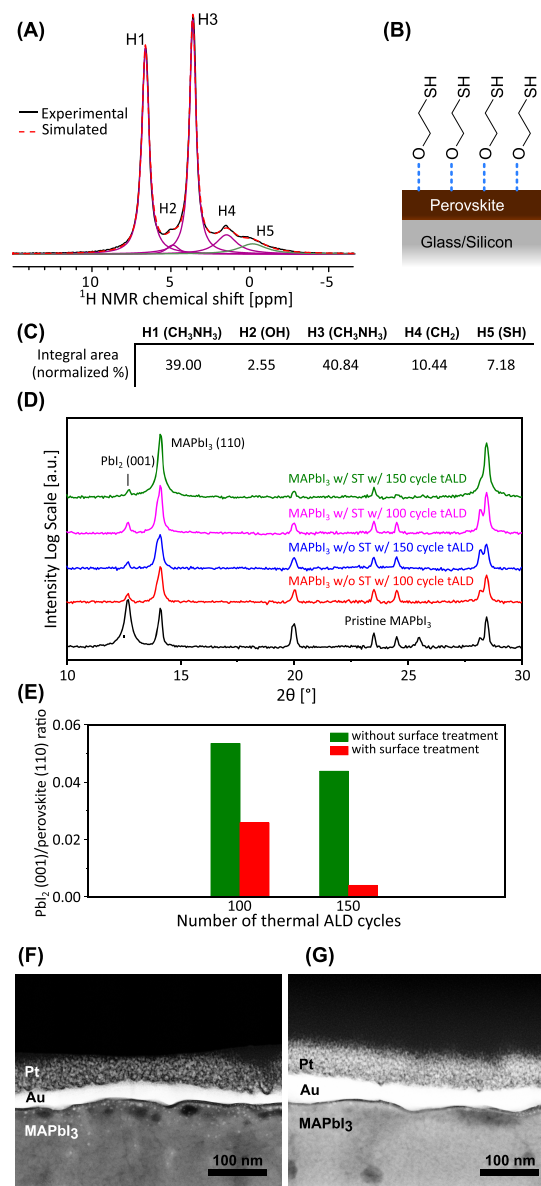 (A)
H1
H3
Experimental
Simulated
H2
H4
H5
10
5
0
-5
¹H NMR chemical shift [ppm]
(B)
SH
SH
SH
SH
O
O
O
O
Perovskite
Glass/Silicon
(C)
H1 (CH₃NH₃) H2 (OH) H3 (CH₃NH₃) H4 (CH₂) H5 (SH)
Integral area
(normalized %)
39.00 2.55 40.84 10.44 7.18
(D)
Intensity Log Scale [a.u.]
PbI₂ (001)
MAPbI₃ (110)
MAPbI₃ w/ ST w/ 150 cycle tALD
MAPbI₃ w/ ST w/ 100 cycle tALD
MAPbI₃ w/o ST w/ 150 cycle tALD
MAPbI₃ w/o ST w/ 100 cycle tALD
Pristine MAPbI₃
10 15 20 25 30
2θ [°]
(E)
PbI₂ (001)/perovskite (110) ratio
0.06
0.04
0.02
0.00
without surface treatment
with surface treatment
100 150
Number of thermal ALD cycles
(F)
Pt
Au
MAPbI₃
100 nm
(G)
Pt
Au
MAPbI₃
100 nm